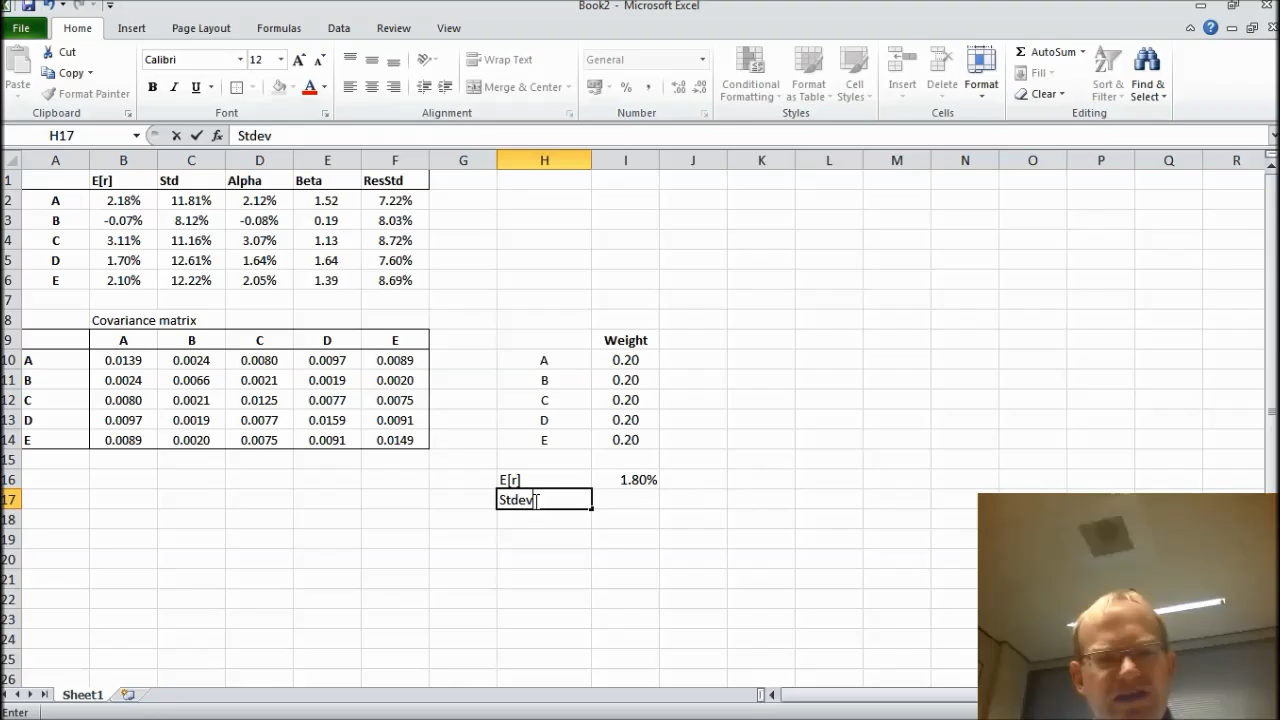 Book2 - Microsoft Excel
File Home Insert Page Layout Formulas Data Review View
Cut
Copy
Format Painter
Paste
Calibri 12
B I U
A A
Wrap Text
Merge & Center
General
% ,
Conditional Formatting
Format as Table
Cell Styles
Insert Delete Format
Σ AutoSum
Fill
Clear
Sort & Filter
Find & Select
Clipboard Font Alignment Number Styles Cells Editing
H17 fx Stdev
A B C D E F G H I J K L M N O P Q R
1 E[r] Std Alpha Beta ResStd
2 A 2.18% 11.81% 2.12% 1.52 7.22%
3 B -0.07% 8.12% -0.08% 0.19 8.03%
4 C 3.11% 11.16% 3.07% 1.13 8.72%
5 D 1.70% 12.61% 1.64% 1.64 7.60%
6 E 2.10% 12.22% 2.05% 1.39 8.69%
7
8 Covariance matrix
9 A B C D E Weight
10 A 0.0139 0.0024 0.0080 0.0097 0.0089 A 0.20
11 B 0.0024 0.0066 0.0021 0.0019 0.0020 B 0.20
12 C 0.0080 0.0021 0.0125 0.0077 0.0075 C 0.20
13 D 0.0097 0.0019 0.0077 0.0159 0.0091 D 0.20
14 E 0.0089 0.0020 0.0075 0.0091 0.0149 E 0.20
15
16 E[r] 1.80%
17 Stdev
18
19
20
21
22
23
24
25
26
Sheet1
Enter